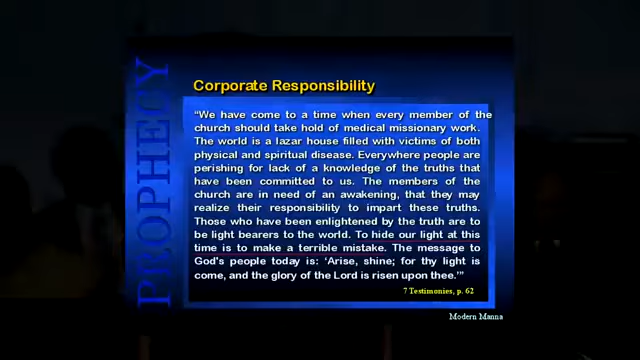 Corporate Responsibility
PROPHECY
“We have come to a time when every member of the
church should take hold of medical missionary work.
The world is a lazar house filled with victims of both
physical and spiritual disease. Everywhere people are
perishing for lack of a knowledge of the truths that
have been committed to us. The members of the
church are in need of an awakening, that they may
realize their responsibility to impart these truths.
Those who have been enlightened by the truth are to
be light bearers to the world. To hide our light at this
time is to make a terrible mistake. The message to
God's people today is: ‘Arise, shine; for thy light is
come, and the glory of the Lord is risen upon thee.’”
7 Testimonies, p. 62
Modern Manna